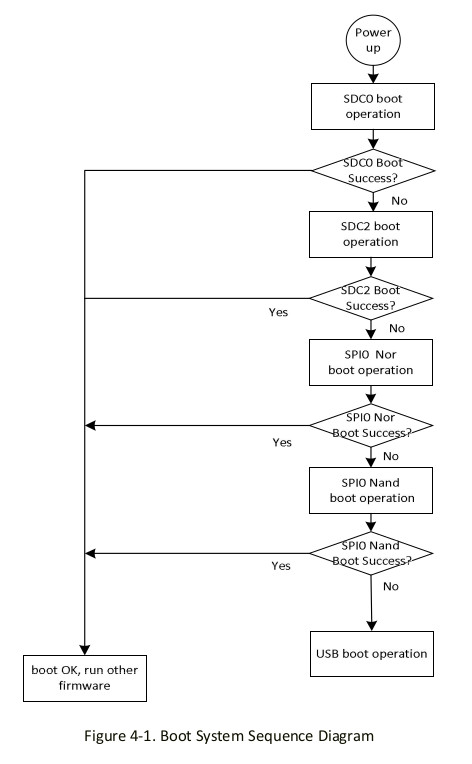 Power
up
SDC0 boot
operation
SDC0 Boot
Success?
No
SDC2 boot
operation
SDC2 Boot
Success?
Yes
No
SPI0 Nor
boot operation
SPI0 Nor
Boot Success?
Yes
No
SPI0 Nand
boot operation
SPI0 Nand
Boot Success?
Yes
No
USB boot operation
boot OK, run other
firmware
Figure 4-1. Boot System Sequence Diagram